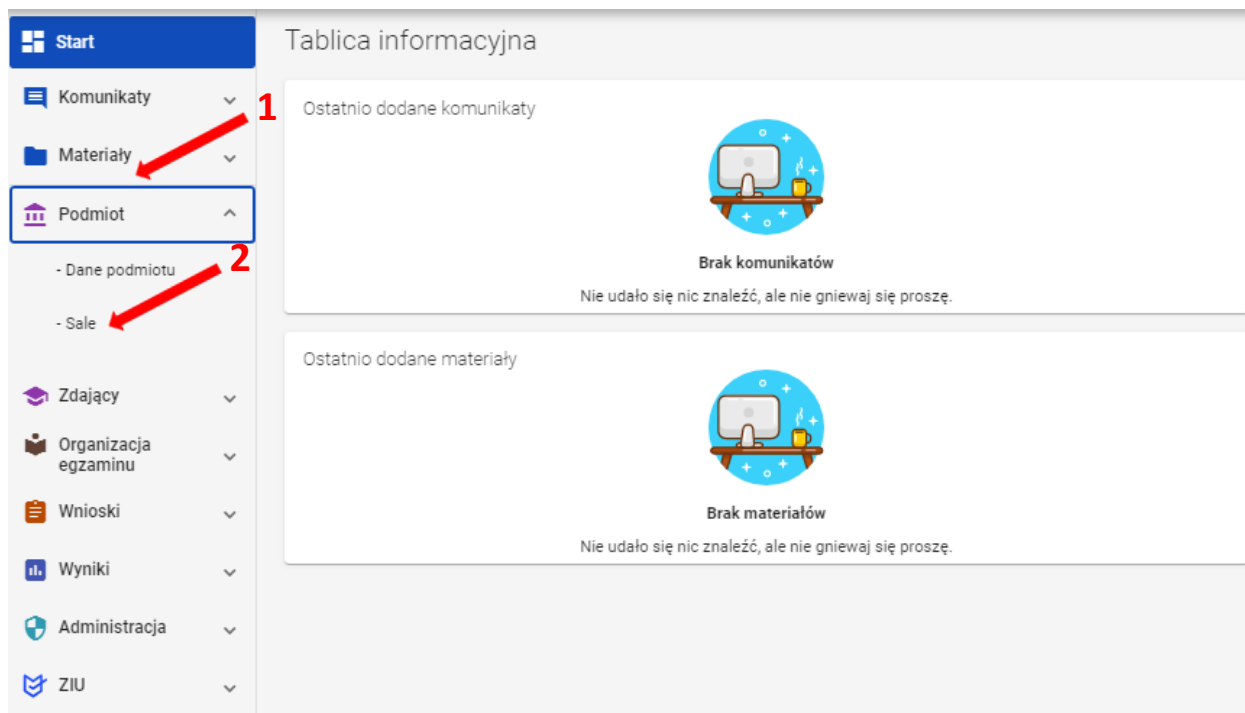 Start
Komunikaty
Materiały
Podmiot
- Dane podmiotu
- Sale
Zdający
Organizacja
egzaminu
Wnioski
Wyniki
Administracja
ZIU
1
2
Tablica informacyjna
Ostatnio dodane komunikaty
Brak komunikatów
Nie udało się nic znaleźć, ale nie gniewaj się proszę.
Ostatnio dodane materiały
Brak materiałów
Nie udało się nic znaleźć, ale nie gniewaj się proszę.